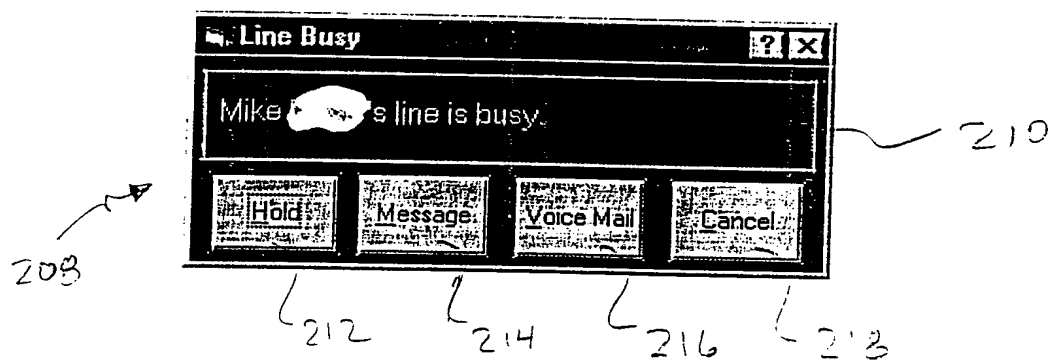 Line Busy ? X
Mike 's line is busy.
210
Hold Message Voice Mail Cancel
208
212 214 216 218